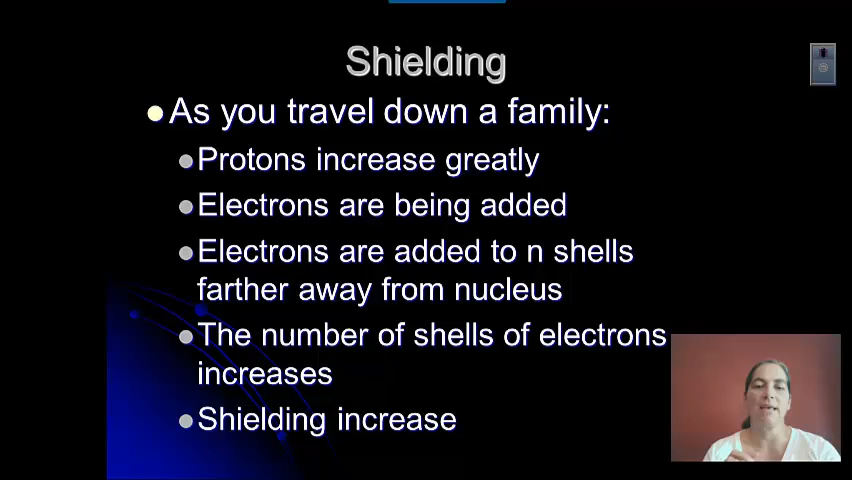 Shielding
As you travel down a family:
Protons increase greatly
Electrons are being added
Electrons are added to n shells
farther away from nucleus
The number of shells of electrons
increases
Shielding increase